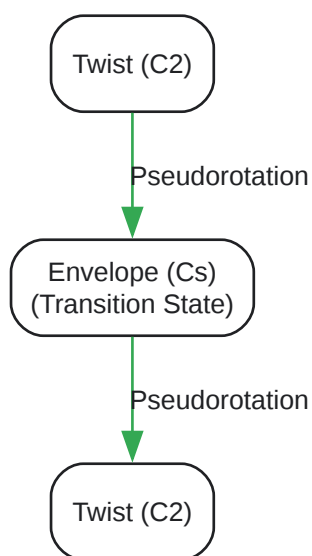 Twist (C2)
Pseudorotation
Envelope (Cs)
(Transition State)
Pseudorotation
Twist (C2)